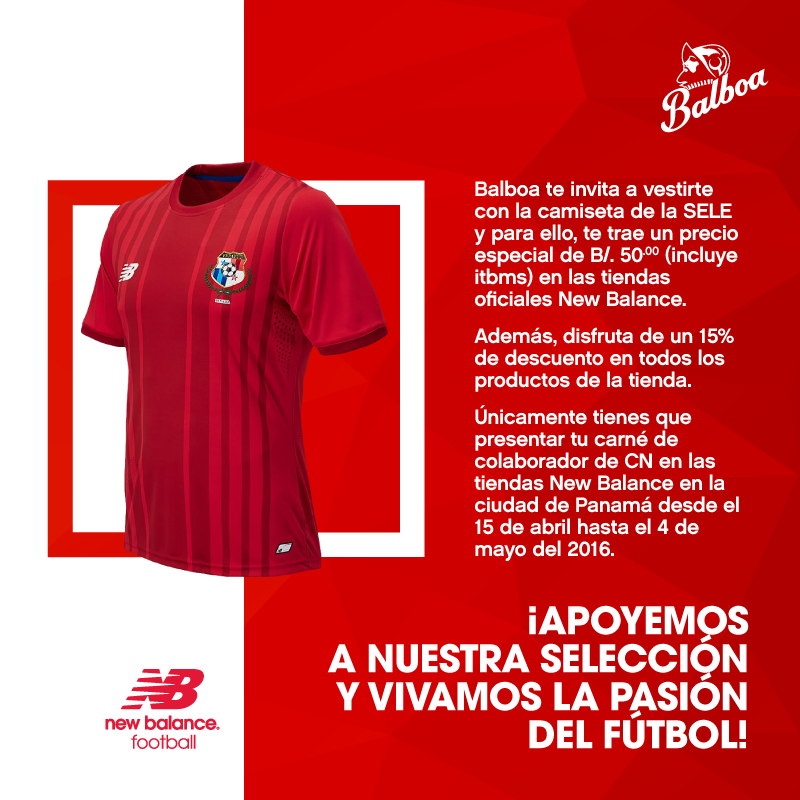 Balboa
Balboa te invita a vestirte
con la camiseta de la SELE
y para ello, te trae un precio
especial de B/. 50.00 (incluye
itbms) en las tiendas
oficiales New Balance.
Además, disfruta de un 15%
de descuento en todos los
productos de la tienda.
Únicamente tienes que
presentar tu carné de
colaborador de CN en las
tiendas New Balance en la
ciudad de Panamá desde el
15 de abril hasta el 4 de
mayo del 2016.
¡APOYEMOS
A NUESTRA SELECCIÓN
Y VIVAMOS LA PASIÓN
DEL FÚTBOL!
NB
new balance.
football